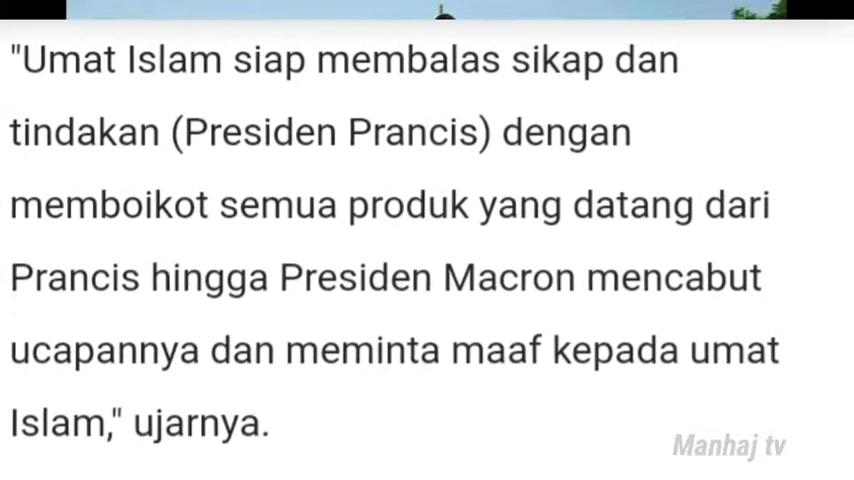 "Umat Islam siap membalas sikap dan
tindakan (Presiden Prancis) dengan
memboikot semua produk yang datang dari
Prancis hingga Presiden Macron mencabut
ucapannya dan meminta maaf kepada umat
Islam," ujarnya.
Manhaj tv